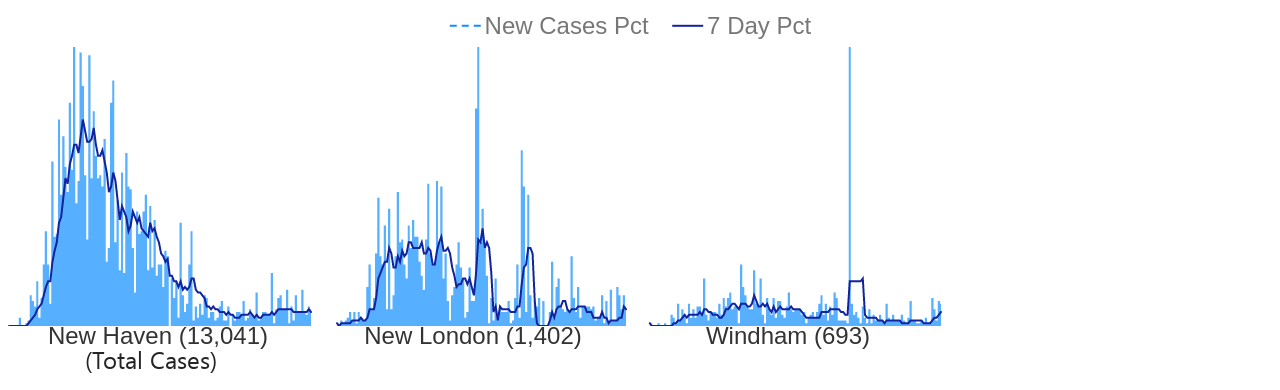 New Cases Pct 7 Day Pct
New Haven (13,041) New London (1,402) Windham (693)
(Total Cases)